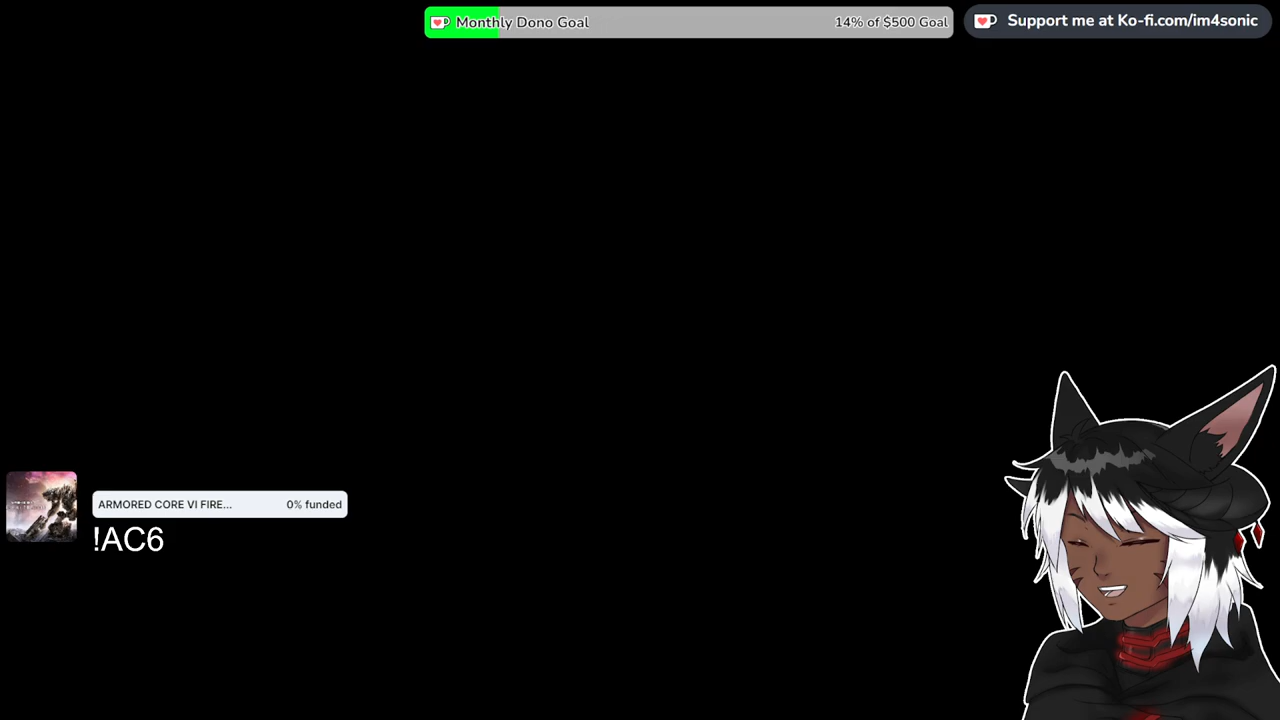 Monthly Dono Goal
14% of $500 Goal
Support me at Ko-fi.com/im4sonic
ARMORED CORE VI FIRE...
0% funded
!AC6